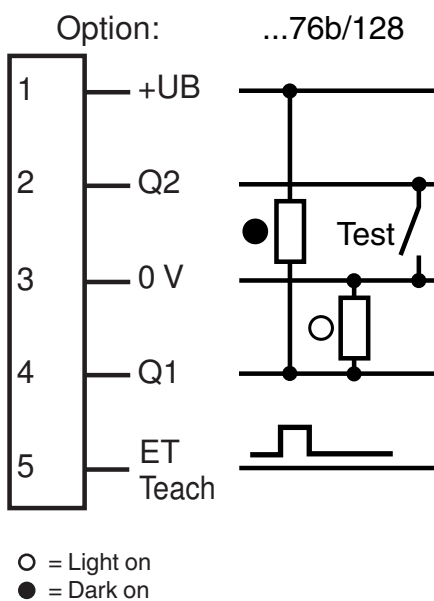 Option: ...76b/128
1 +UB
2 Q2
Test
3 0 V
4 Q1
5 ET
Teach
= Light on
= Dark on